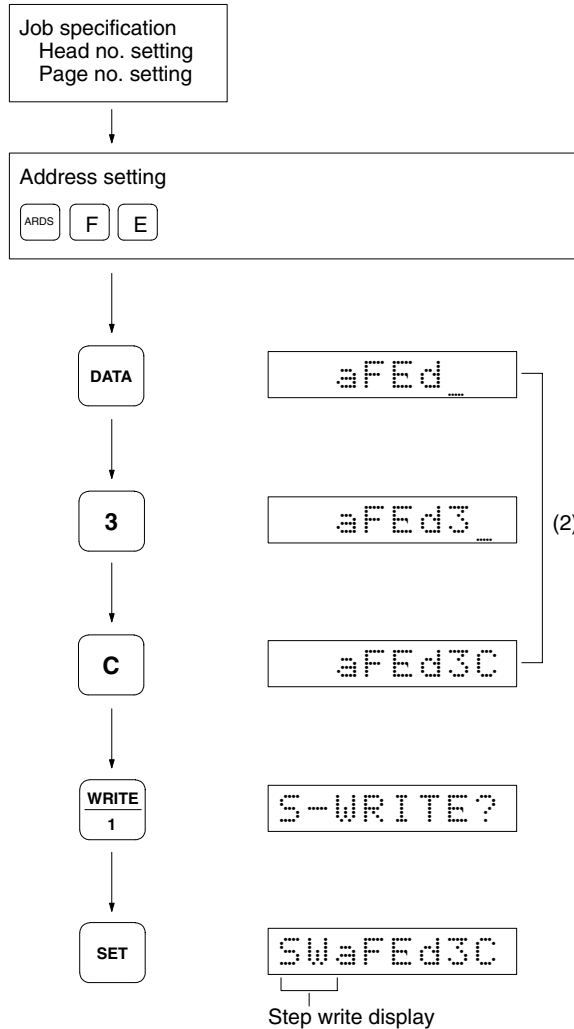 Job specification
Head no. setting
Page no. setting
Address setting
ARDS F E
DATA aFEd_
3 aFEd3_ (2)
C aFEd3C
WRITE
1
S-WRITE?
SET SWaFEd3C
Step write display